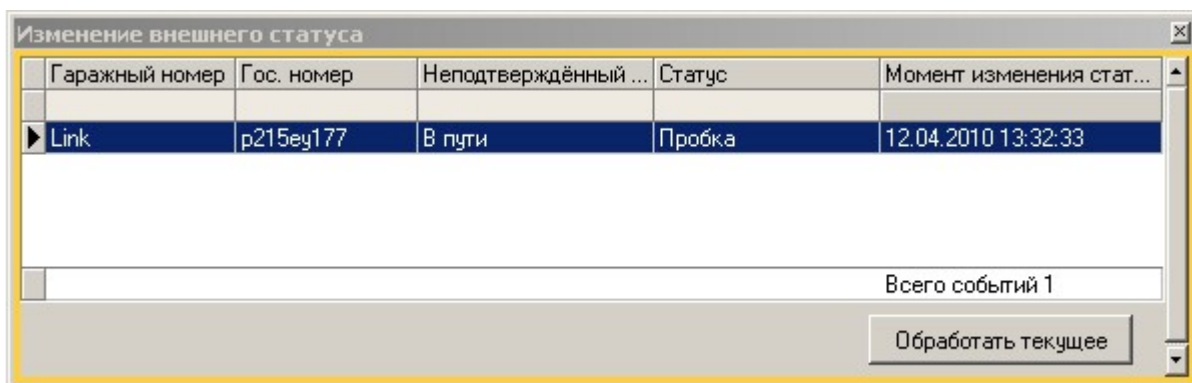 Изменение внешнего статуса
Гаражный номер Гос. номер Неподтверждённый ... Статус Момент изменения стат...
Link р215еу177 В пути Пробка 12.04.2010 13:32:33
Всего событий 1
Обработать текущее